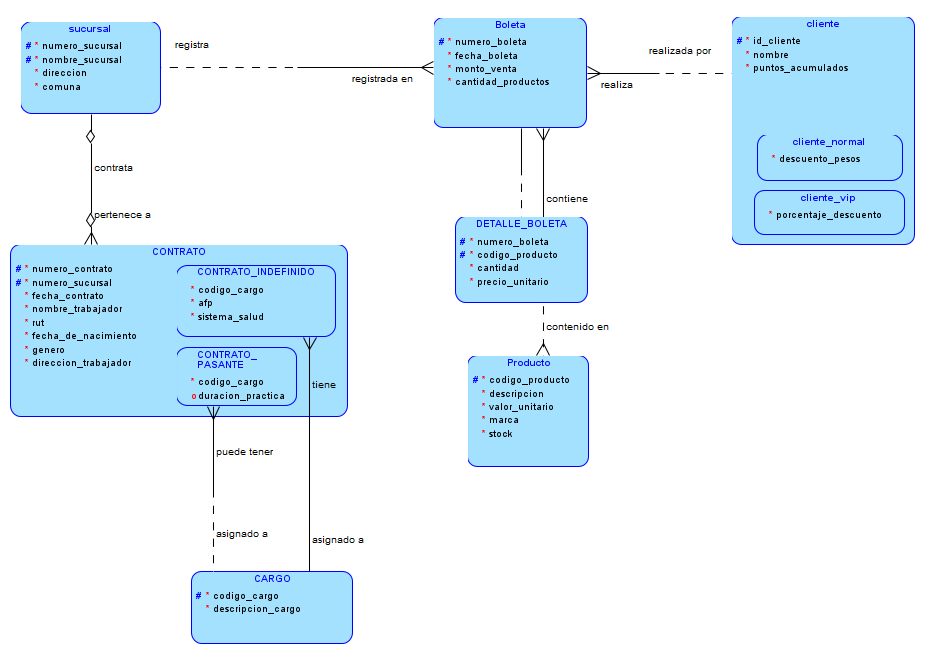 sucursal
# * numero_sucursal
# * nombre_sucursal
* direccion
* comuna
registra
registrada en
Boleta
# * numero_boleta
* fecha_boleta
* monto_venta
* cantidad_productos
realizada por
realiza
cliente
# * id_cliente
* nombre
* puntos_acumulados
cliente_normal
* descuento_pesos
cliente_vip
* porcentaje_descuento
contrata
pertenece a
contiene
DETALLE_BOLETA
# * numero_boleta
# * codigo_producto
* cantidad
* precio_unitario
contenido en
Producto
# * codigo_producto
* descripcion
* valor_unitario
* marca
* stock
CONTRATO
# * numero_contrato
# * numero_sucursal
* fecha_contrato
* nombre_trabajador
* rut
* fecha_de_nacimiento
* genero
* direccion_trabajador
CONTRATO_INDEFINIDO
* codigo_cargo
* afp
* sistema_salud
CONTRATO_
PASANTE
* codigo_cargo
o duracion_practica
tiene
puede tener
asignado a
asignado a
CARGO
# * codigo_cargo
* descripcion_cargo